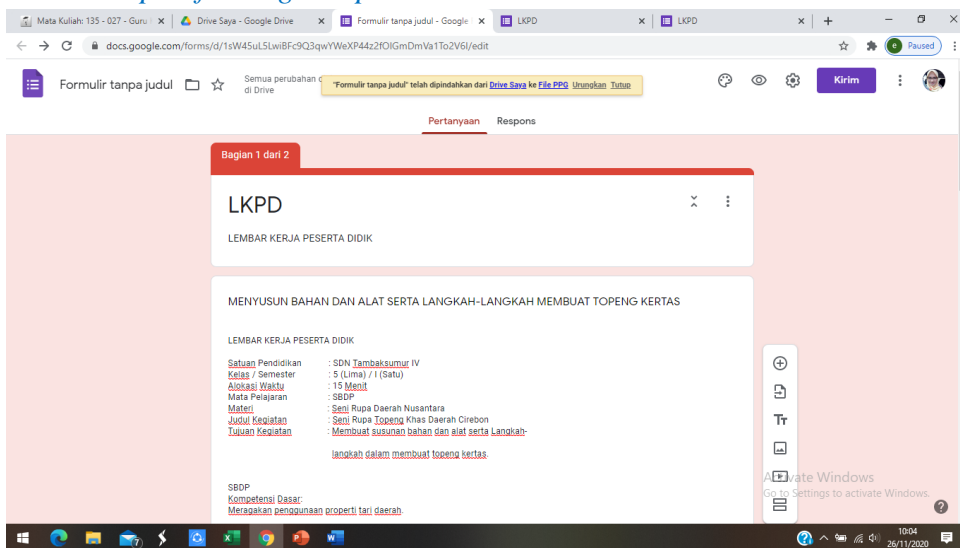 Mata Kuliah: 135 - 027 - Guru
Drive Saya - Google Drive
Formulir tanpa judul - Google
LKPD
LKPD
docs.google.com/forms/d/1sW45uL5LwiBFc9Q3qwYWeXP44z2fOIGmDmVa1To2V6I/edit
e Paused
Formulir tanpa judul
Semua perubahan
di Drive
"Formulir tanpa judul" telah dipindahkan dari Drive Saya ke File PPG Urungkan Tutup
Kirim
Pertanyaan Respons
Bagian 1 dari 2
LKPD
LEMBAR KERJA PESERTA DIDIK
MENYUSUN BAHAN DAN ALAT SERTA LANGKAH-LANGKAH MEMBUAT TOPENG KERTAS
LEMBAR KERJA PESERTA DIDIK
Satuan Pendidikan : SDN Tambaksumur IV
Kelas / Semester : 5 (Lima) / I (Satu)
Alokasi Waktu : 15 Menit
Mata Pelajaran : SBDP
Materi : Seni Rupa Daerah Nusantara
Judul Kegiatan : Seni Rupa Topeng Khas Daerah Cirebon
Tujuan Kegiatan : Membuat susunan bahan dan alat serta Langkah-
langkah dalam membuat topeng kertas.
SBDP
Kompetensi Dasar:
Meragakan penggunaan properti tari daerah.
Tт
Activate Windows
Go to Settings to activate Windows.
10:04
26/11/2020